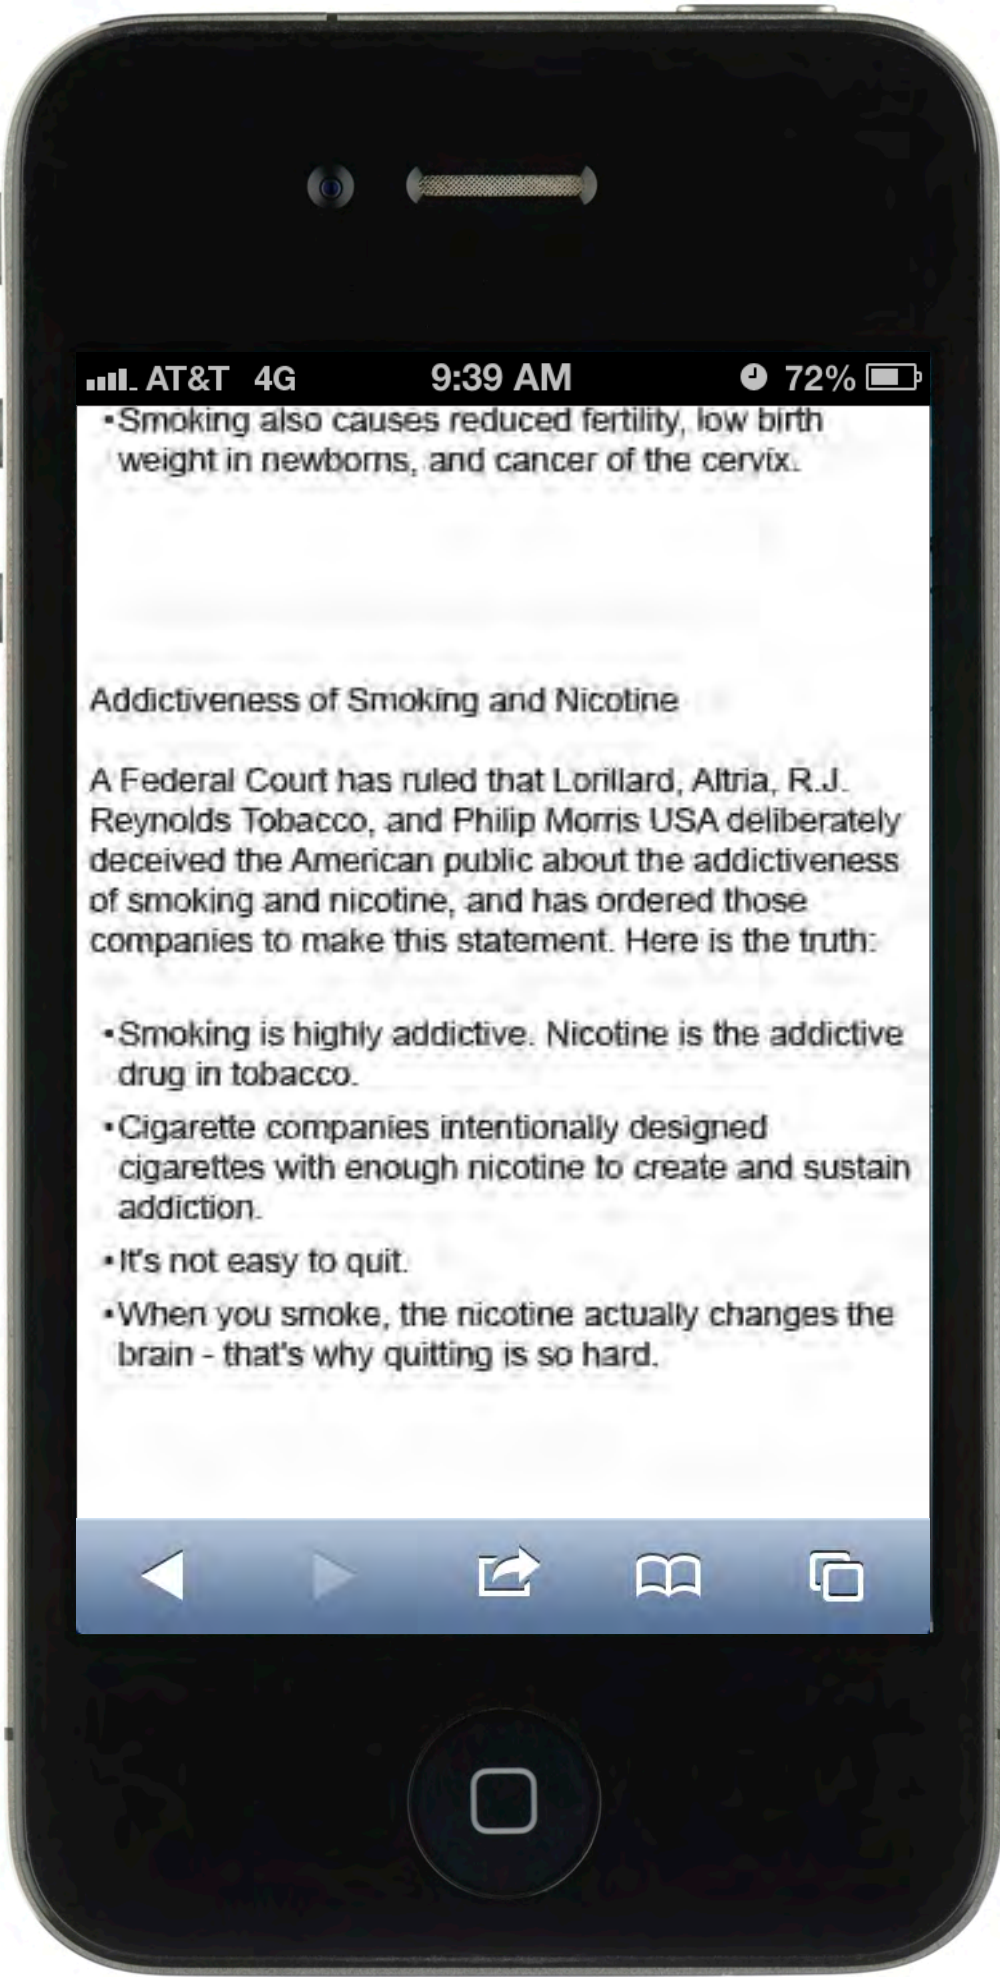 AT&T 4G 9:39 AM 72%
•Smoking also causes reduced fertility, low birth
weight in newborns, and cancer of the cervix.
Addictiveness of Smoking and Nicotine
A Federal Court has ruled that Lorillard, Altria, R.J.
Reynolds Tobacco, and Philip Morris USA deliberately
deceived the American public about the addictiveness
of smoking and nicotine, and has ordered those
companies to make this statement. Here is the truth:
•Smoking is highly addictive. Nicotine is the addictive
drug in tobacco.
•Cigarette companies intentionally designed
cigarettes with enough nicotine to create and sustain
addiction.
•It's not easy to quit.
•When you smoke, the nicotine actually changes the
brain - that's why quitting is so hard.